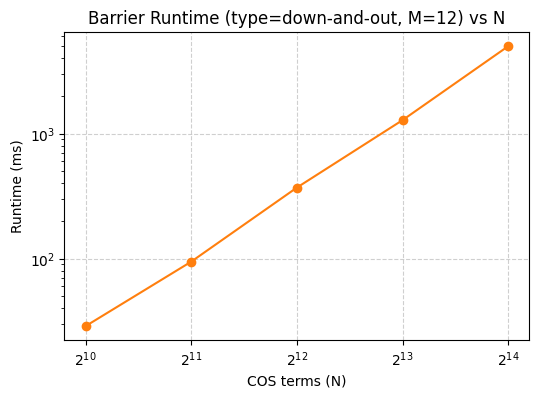 Barrier Runtime (type=down-and-out, M=12) vs N
Runtime (ms)
10³
10²
2¹⁰
2¹¹
2¹²
2¹³
2¹⁴
COS terms (N)